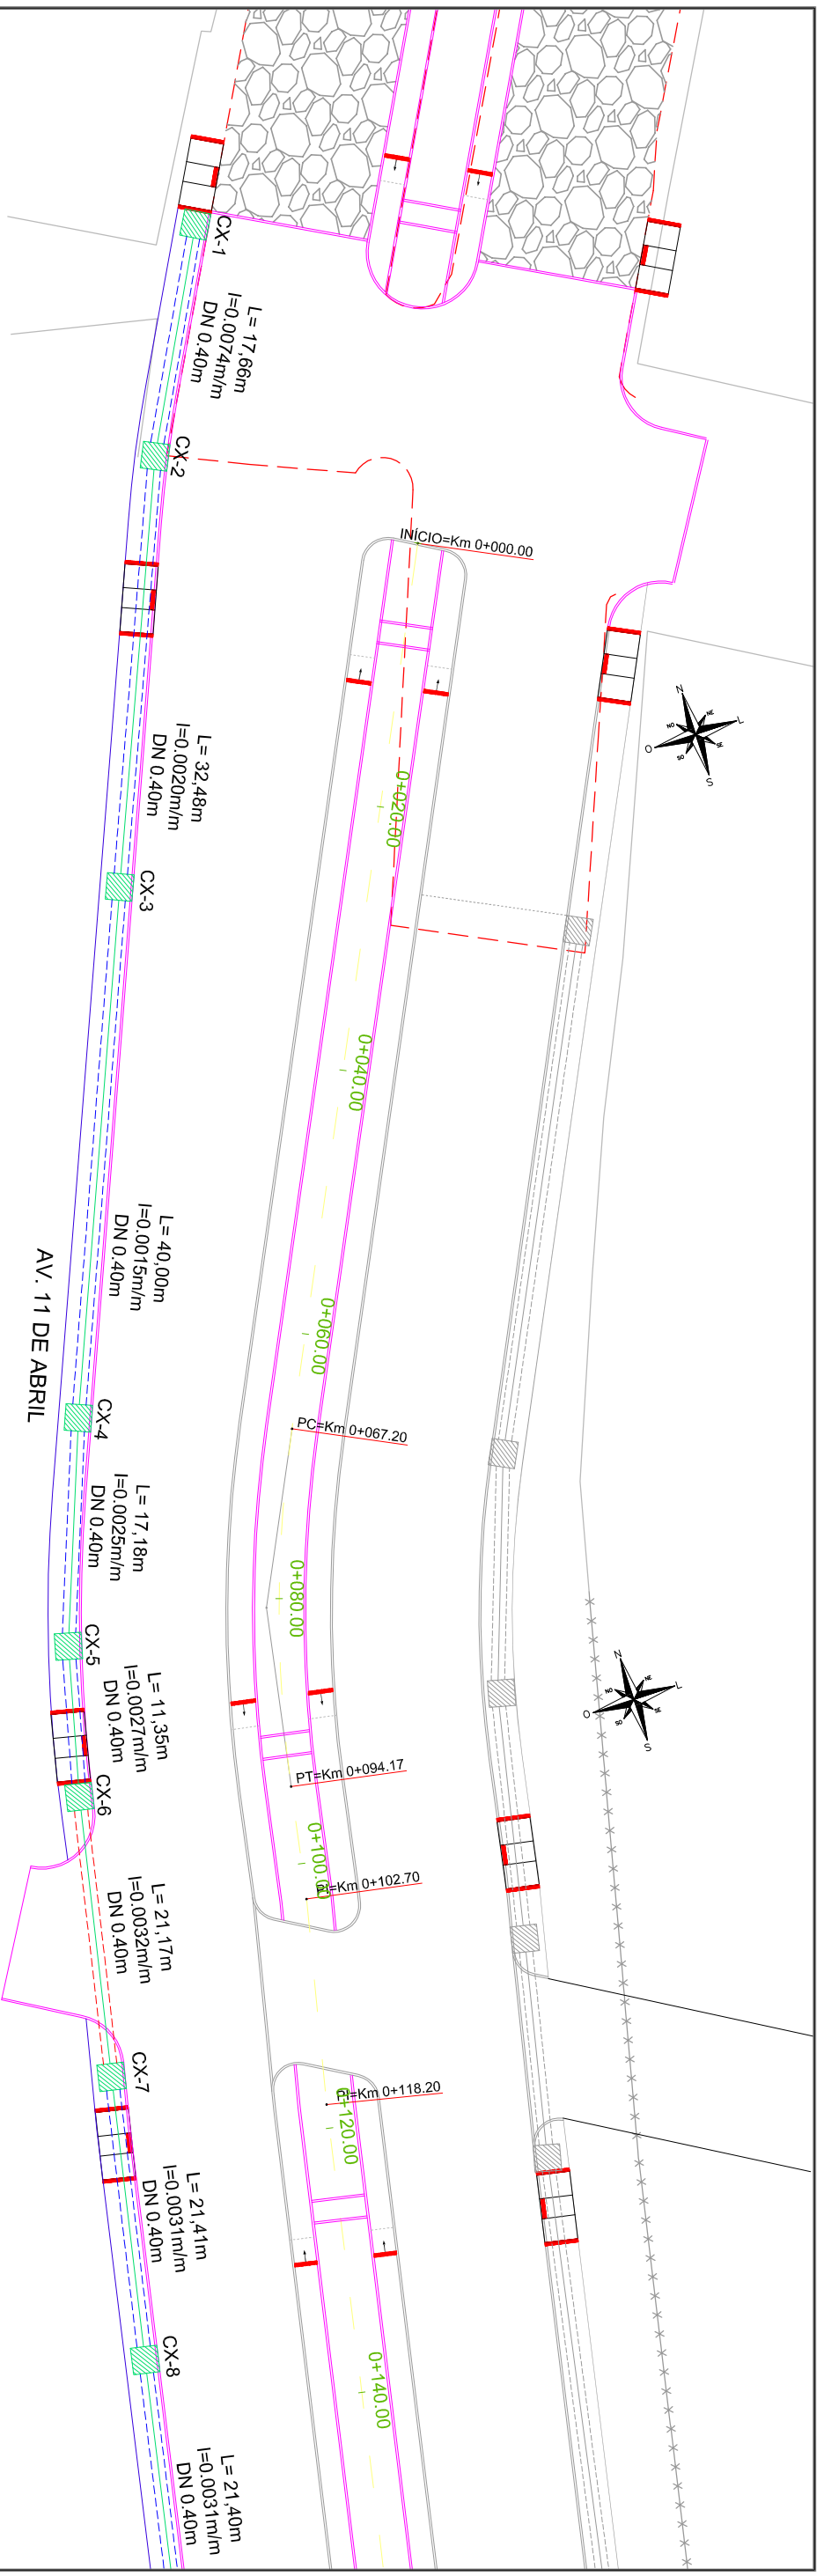 CX-1
L= 17,66m
I=0.0074m/m
DN 0.40m
CX-2
INÍCIO=Km 0+000.00
N
NE
L
SE
S
SO
O
NO
L= 32,48m
I=0.0020m/m
DN 0.40m
0+020.00
CX-3
0+040.00
L= 40,00m
I=0.0015m/m
DN 0.40m
AV. 11 DE ABRIL
0+060.00
CX-4
PC=Km 0+067.20
L= 17,18m
I=0.0025m/m
DN 0.40m
0+080.00
CX-5
N
NE
L
SE
S
SO
O
NO
L= 11,35m
I=0.0027m/m
DN 0.40m
CX-6
PT=Km 0+094.17
0+100.00
PI=Km 0+102.70
L= 21,17m
I=0.0032m/m
DN 0.40m
CX-7
PI=Km 0+118.20
0+120.00
L= 21,41m
I=0.0031m/m
DN 0.40m
CX-8
0+140.00
L= 21,40m
I=0.0031m/m
DN 0.40m